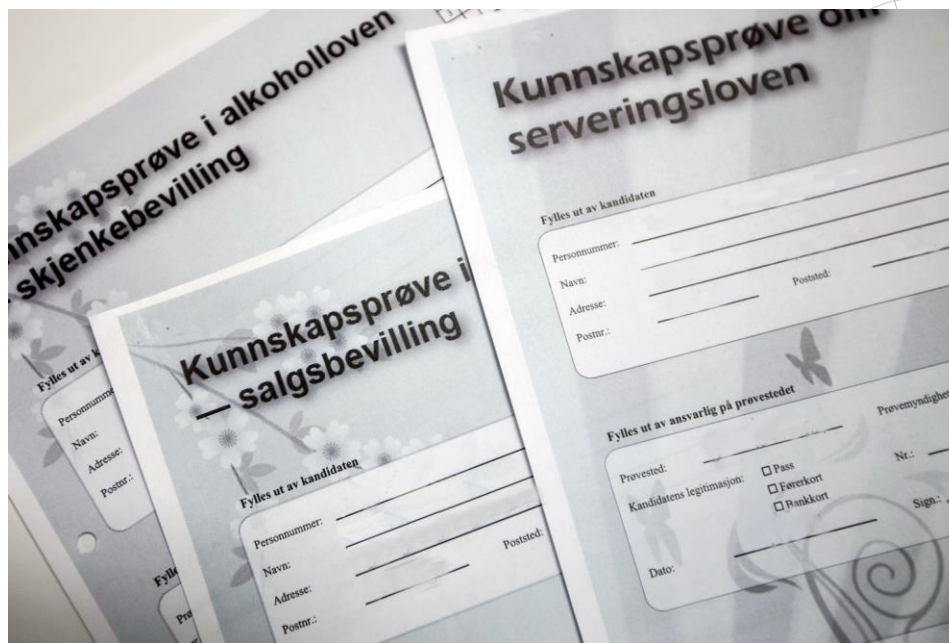 Kunnskapsprøve i alkoholloven
skjenkebevilling
Fylles ut av
Navn:
Adresse:
Postnr.:
Kunnskapsprøve i
— salgsbevilling
Fylles ut av kandidaten
Personnummer:
Navn:
Adresse:
Poststed:
Postnr.:
Kunnskapsprøve om
serveringsloven
Fylles ut av kandidaten
Personnummer:
Navn:
Adresse:
Poststed:
Postnr.:
Fylles ut av ansvarlig på prøvestedet
Prøvested:
Prøvemyndighet
Kandidatens legitimasjon:
Pass
Nr.:
Førerkort
Bankkort
Sign.:
Dato: